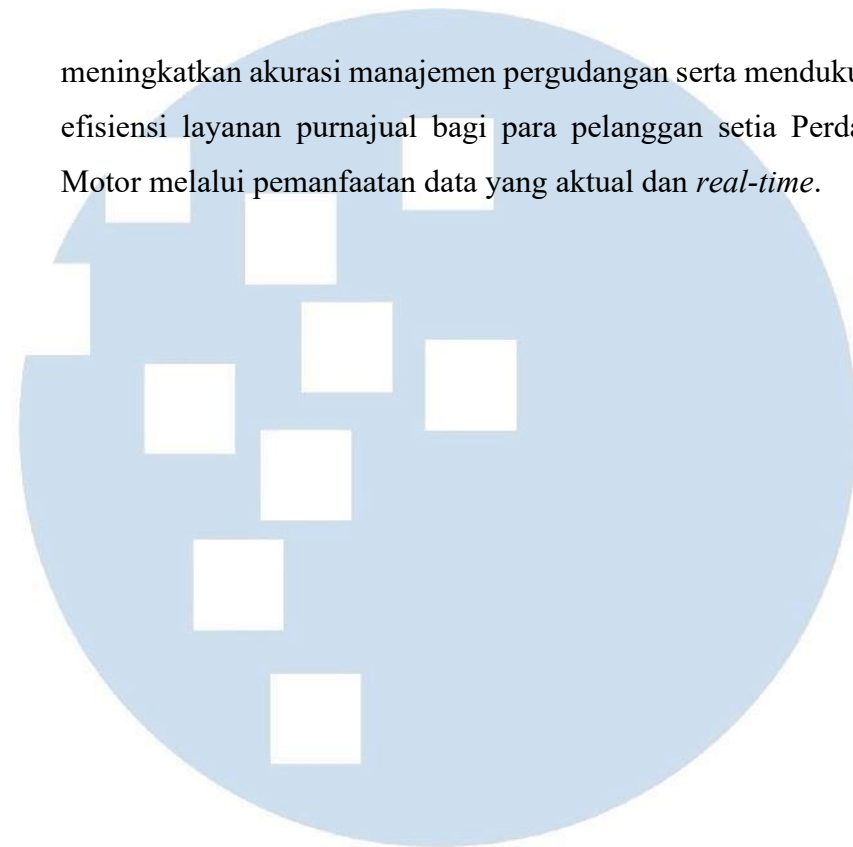 meningkatkan akurasi manajemen pergudangan serta menduku
efisiensi layanan purnajual bagi para pelanggan setia Perda
Motor melalui pemanfaatan data yang aktual dan real-time.